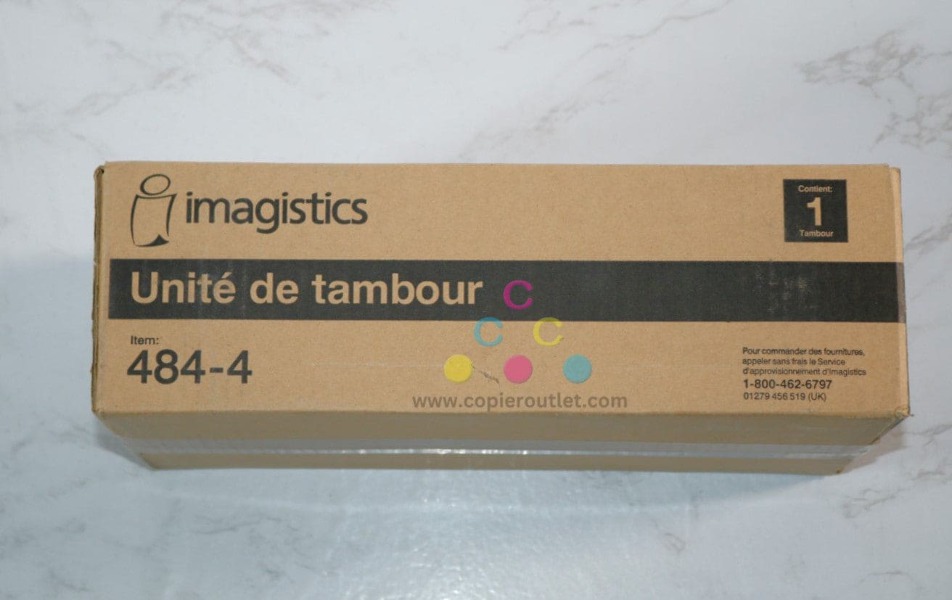 imagistics
Contient:
1
Tambour
Unité de tambour
C
C C
Item:
484-4
Pour commander des fournitures,
appeler sans frais le Service
d'approvisionnement d'Imagistics
1-800-462-6797
01279 456 519 (UK)
www.copieroutlet.com